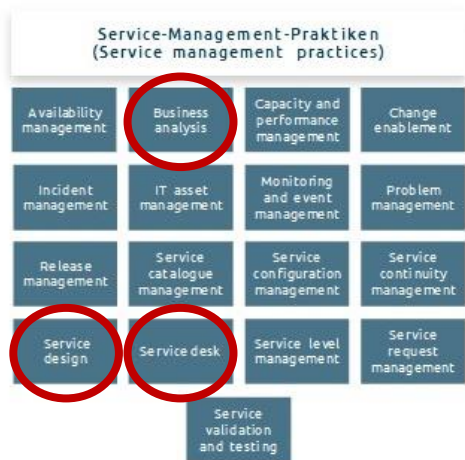 Service-Management-Praktiken
(Service management practices)
Availability
management
Business
analysis
Capacity and
performance
management
Change
enablement
Incident
management
IT asset
management
Monitoring
and event
management
Problem
management
Release
management
Service
catalogue
management
Service
configuration
management
Service
continuity
management
Service
design
Service desk
Service level
management
Service
request
management
Service
validation
and testing